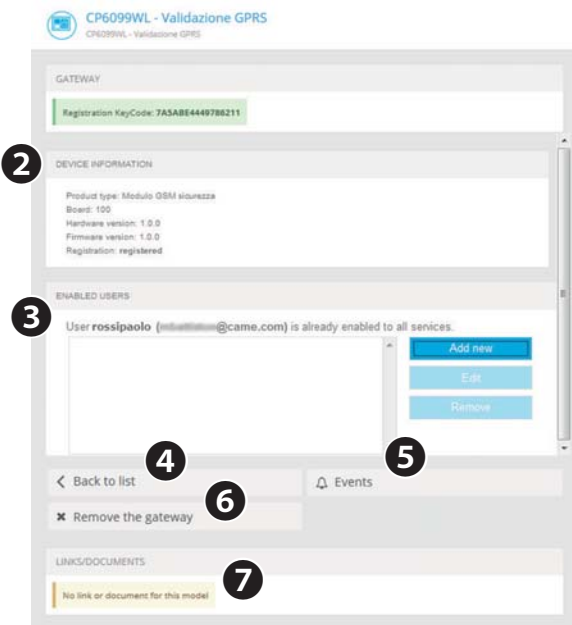 CP6099WL - Validazione GPRS
CP6099WL - Validazione GPRS
GATEWAY
Registration KeyCode: 7A5ABE4449786211
2
DEVICE INFORMATION
Product type: Modulo GSM sicurezza
Board: 100
Hardware version: 1.0.0
Firmware version: 1.0.0
Registration: registered
ENABLED USERS
3
User rossipaolo (@came.com) is already enabled to all services.
Add new
Edit
Remove
4
5
Back to list
Events
6
Remove the gateway
LINKS/DOCUMENTS
7
No link or document for this model